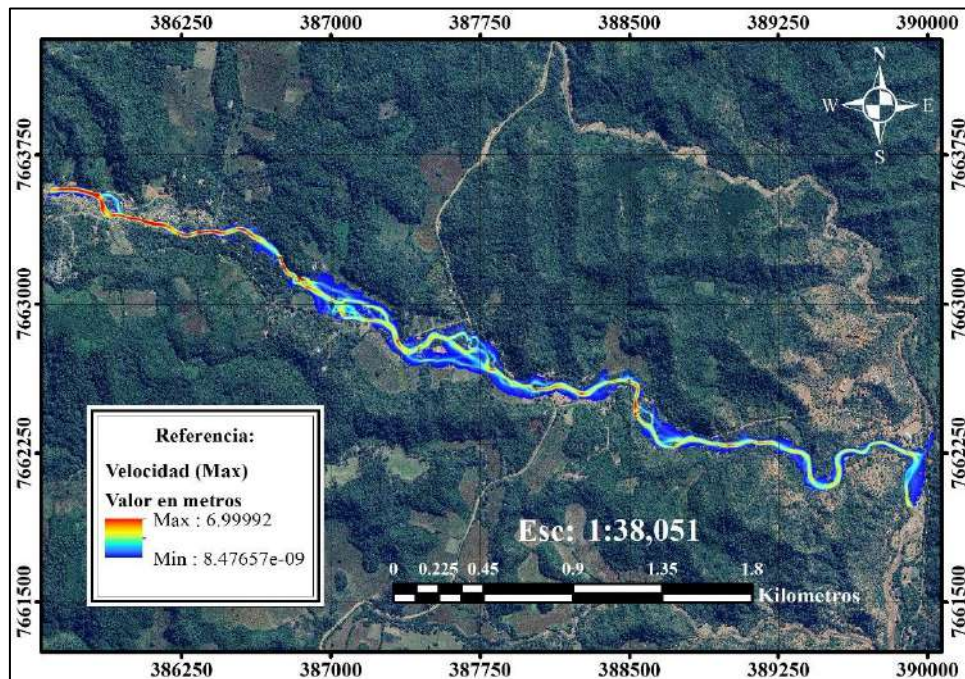 386250 387000 387750 388500 389250 390000
N
W E
S
7663750 7663750
7663000 7663000
7662250 7662250
7661500 7661500
Referencia:
Velocidad (Max)
Valor en metros
Max : 6.99992
Min : 8.47657e-09
Esc: 1:38,051
0 0.225 0.45 0.9 1.35 1.8
Kilometros
386250 387000 387750 388500 389250 390000